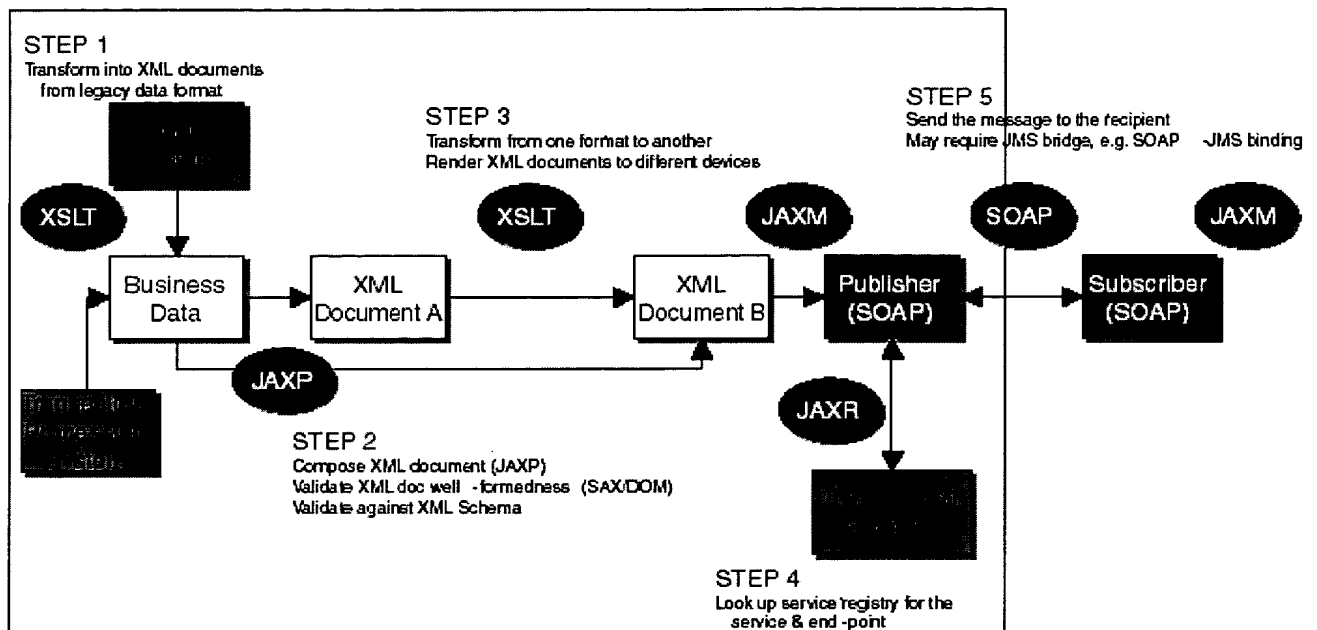 STEP 1
Transform into XML documents
from legacy data format
STEP 3
Transform from one format to another
Render XML documents to different devices
STEP 5
Send the message to the recipient
May require JMS bridge, e.g. SOAP -JMS binding
XSLT
XSLT
JAXM
SOAP
JAXM
Business
Data
XML
Document A
XML
Document B
Publisher
(SOAP)
Subscriber
(SOAP)
JAXP
JAXR
STEP 2
Compose XML document (JAXP)
Validate XML doc well -formedness (SAX/DOM)
Validate against XML Schema
STEP 4
Look up service registry for the
service & end -point